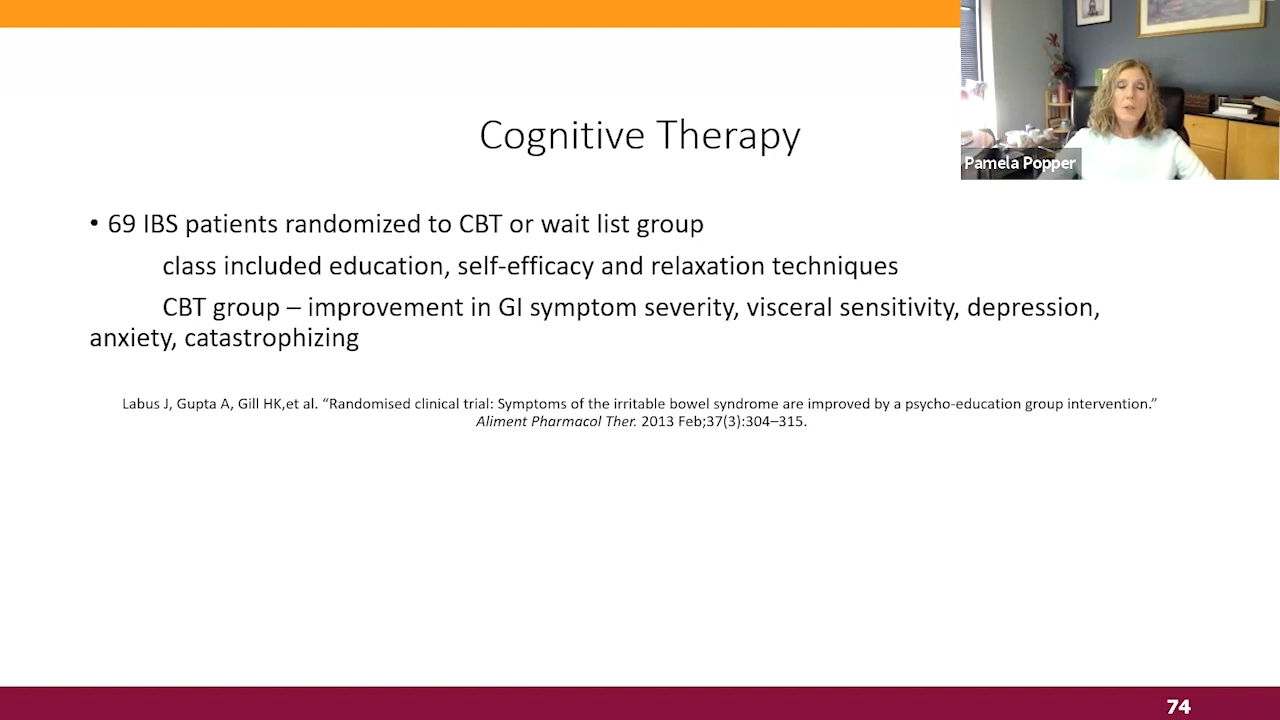 Cognitive Therapy
Pamela Popper
• 69 IBS patients randomized to CBT or wait list group
class included education, self-efficacy and relaxation techniques
CBT group – improvement in GI symptom severity, visceral sensitivity, depression,
anxiety, catastrophizing
Labus J, Gupta A, Gill HK,et al. “Randomised clinical trial: Symptoms of the irritable bowel syndrome are improved by a psycho-education group intervention.”
Aliment Pharmacol Ther. 2013 Feb;37(3):304–315.
74